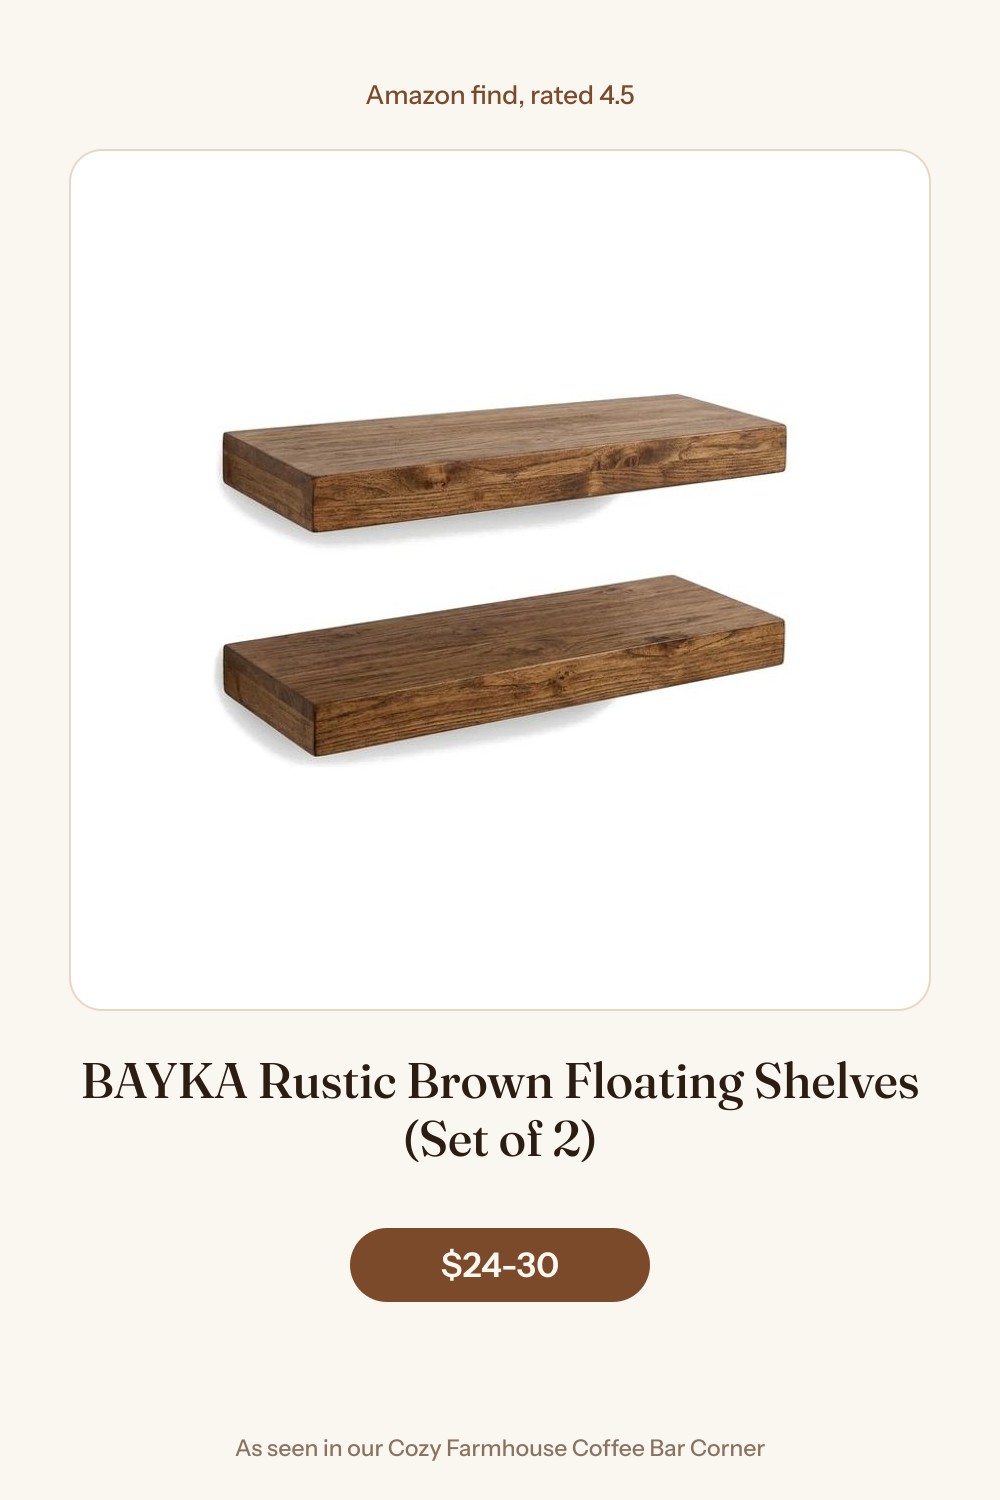 Amazon find, rated 4.5
BAYKA Rustic Brown Floating Shelves
(Set of 2)
$24-30
As seen in our Cozy Farmhouse Coffee Bar Corner